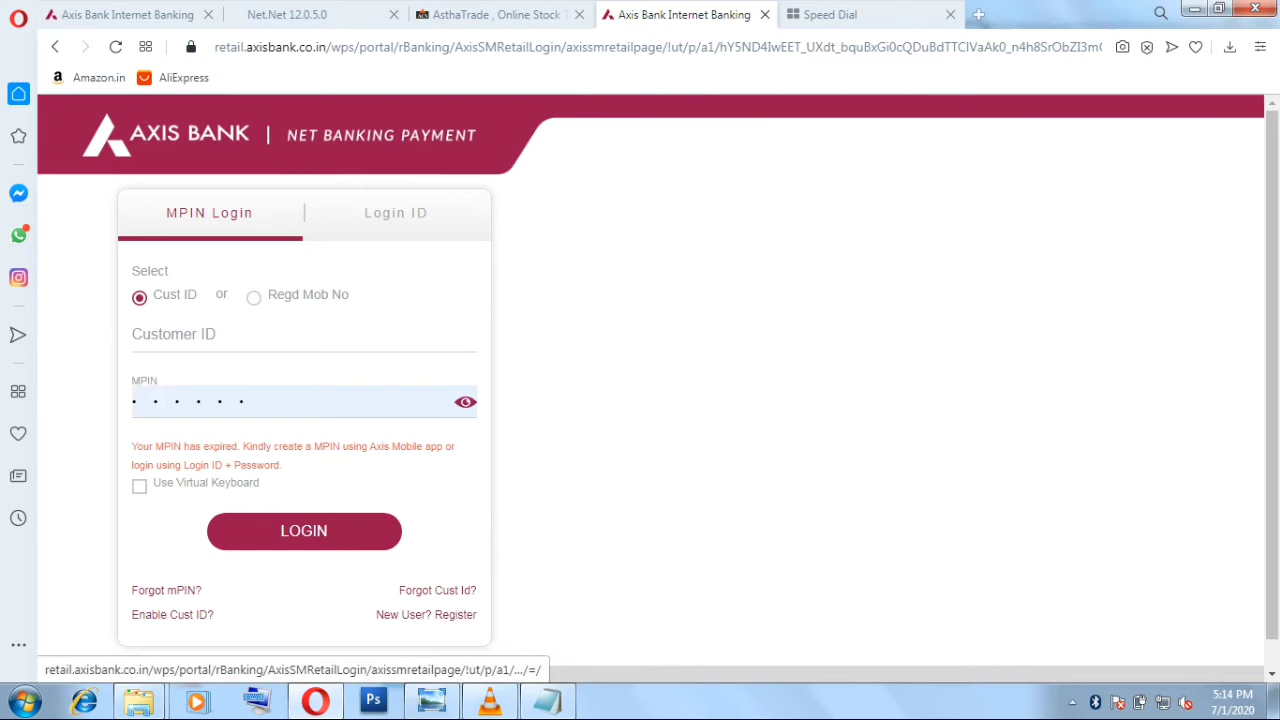 Axis Bank Internet Banking
Net.Net 12.0.5.0
AsthaTrade , Online Stock T
Axis Bank Internet Banking
Speed Dial
retail.axisbank.co.in/wps/portal/rBanking/AxisSMRetailLogin/axissmretailpage/!ut/p/a1/hY5ND4IwEET_UXdt_bquBxGi0cQDuBdTTClVaAk0_n4h8SrObZI3mC
Amazon.in
AliExpress
AXIS BANK | NET BANKING PAYMENT
MPIN Login
Login ID
Select
Cust ID or Regd Mob No
Customer ID
MPIN
Your MPIN has expired. Kindly create a MPIN using Axis Mobile app or
login using Login ID + Password.
Use Virtual Keyboard
LOGIN
Forgot mPIN?
Forgot Cust Id?
Enable Cust ID?
New User? Register
retail.axisbank.co.in/wps/portal/rBanking/AxisSMRetailLogin/axissmretailpage/!ut/p/a1/.../=/
Ps
5:14 PM
7/1/2020